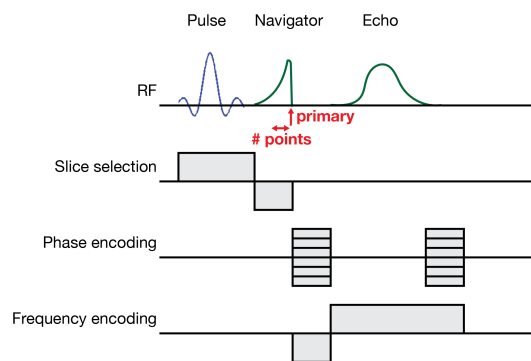 Pulse Navigator Echo
RF
primary
# points
Slice selection
Phase encoding
Frequency encoding